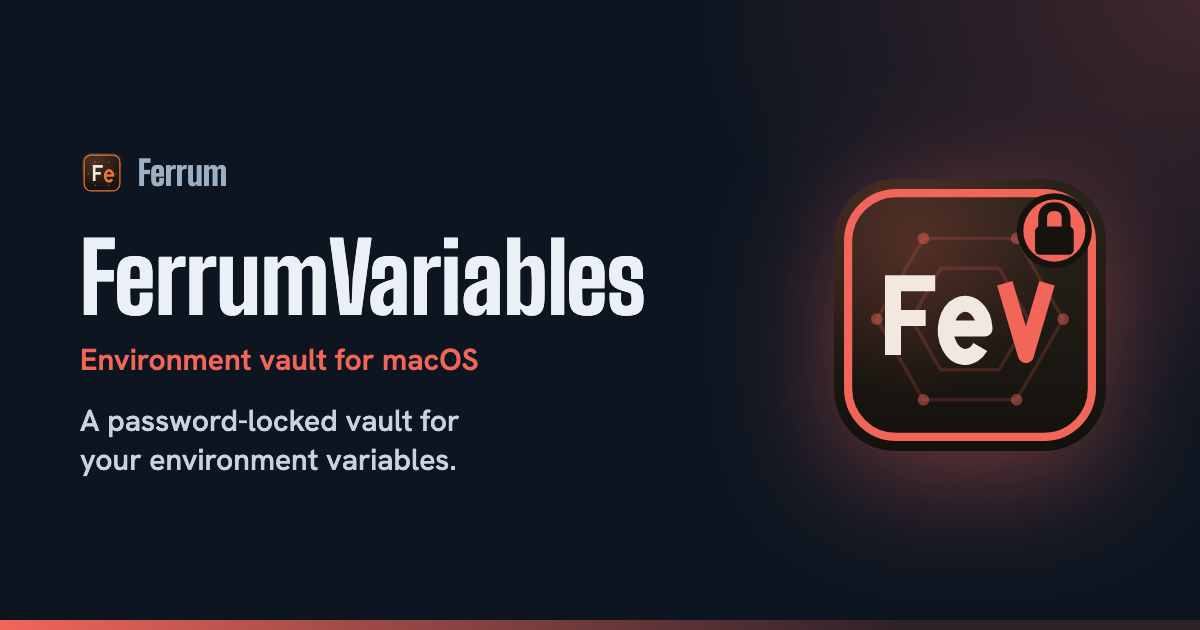 Fe Ferrum
FerrumVariables
Environment vault for macOS
A password-locked vault for
your environment variables.
FeV